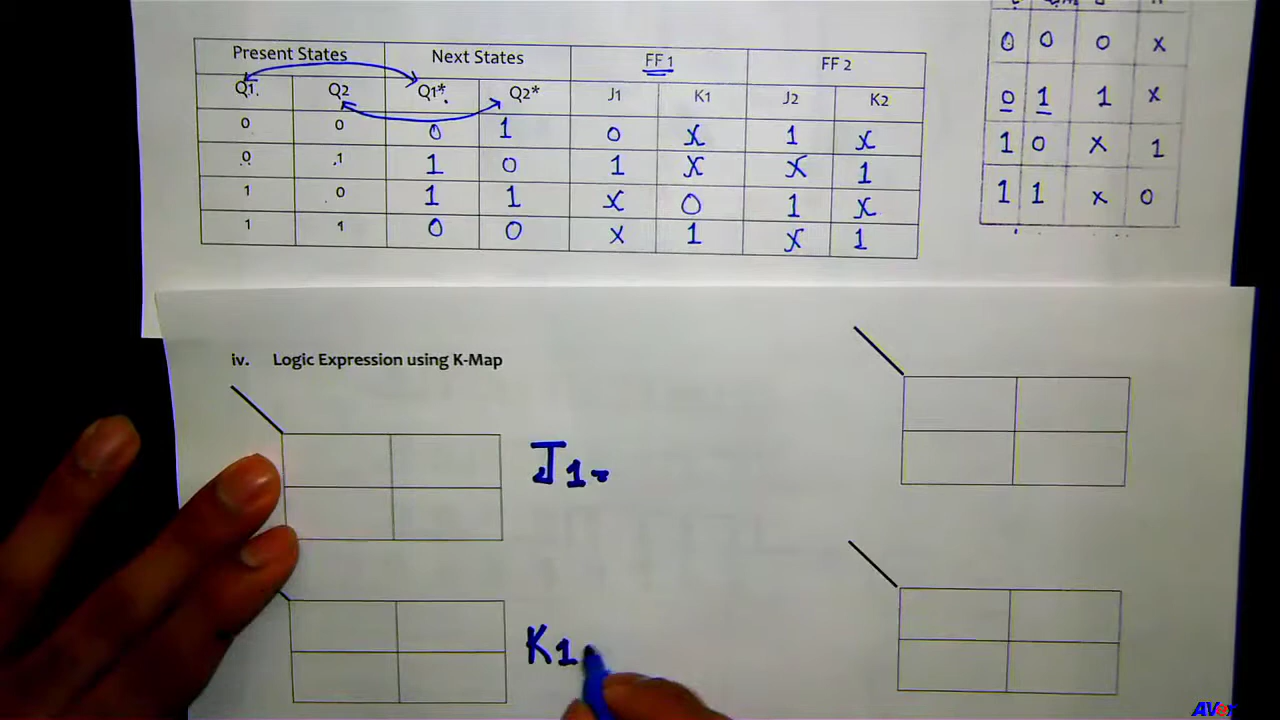 Present States Next States FF 1 FF 2
Q1 Q2 Q1* Q2* J1 K1 J2 K2
0 0 0 1 0 x 1 x
0 1 1 0 1 x x 1
1 0 1 1 x 0 1 x
1 1 0 0 x 1 x 1
0 0 0 x
0 1 1 x
1 0 x 1
1 1 x 0
iv. Logic Expression using K-Map
J1=
K1
AVer